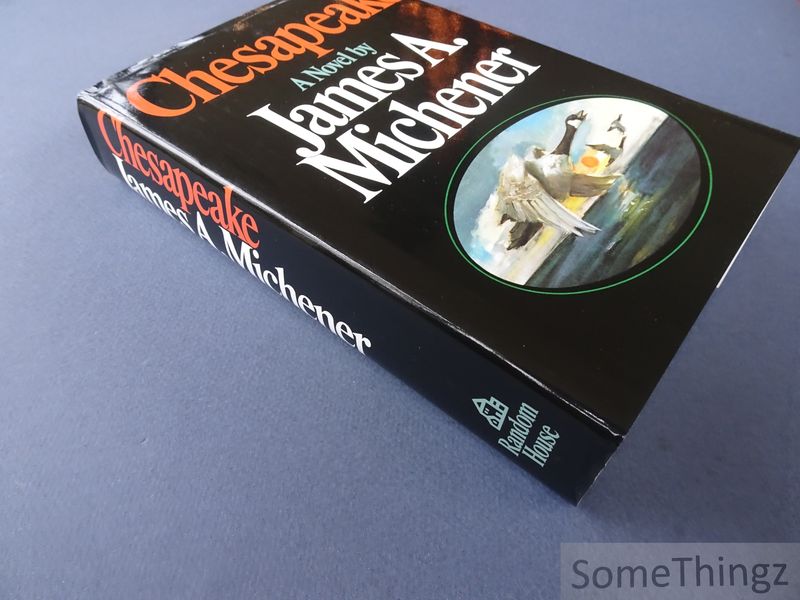 Chesapeake
A Novel by
James A.
Michener
Chesapeake
James A. Michener
Random
House
SomeThingz